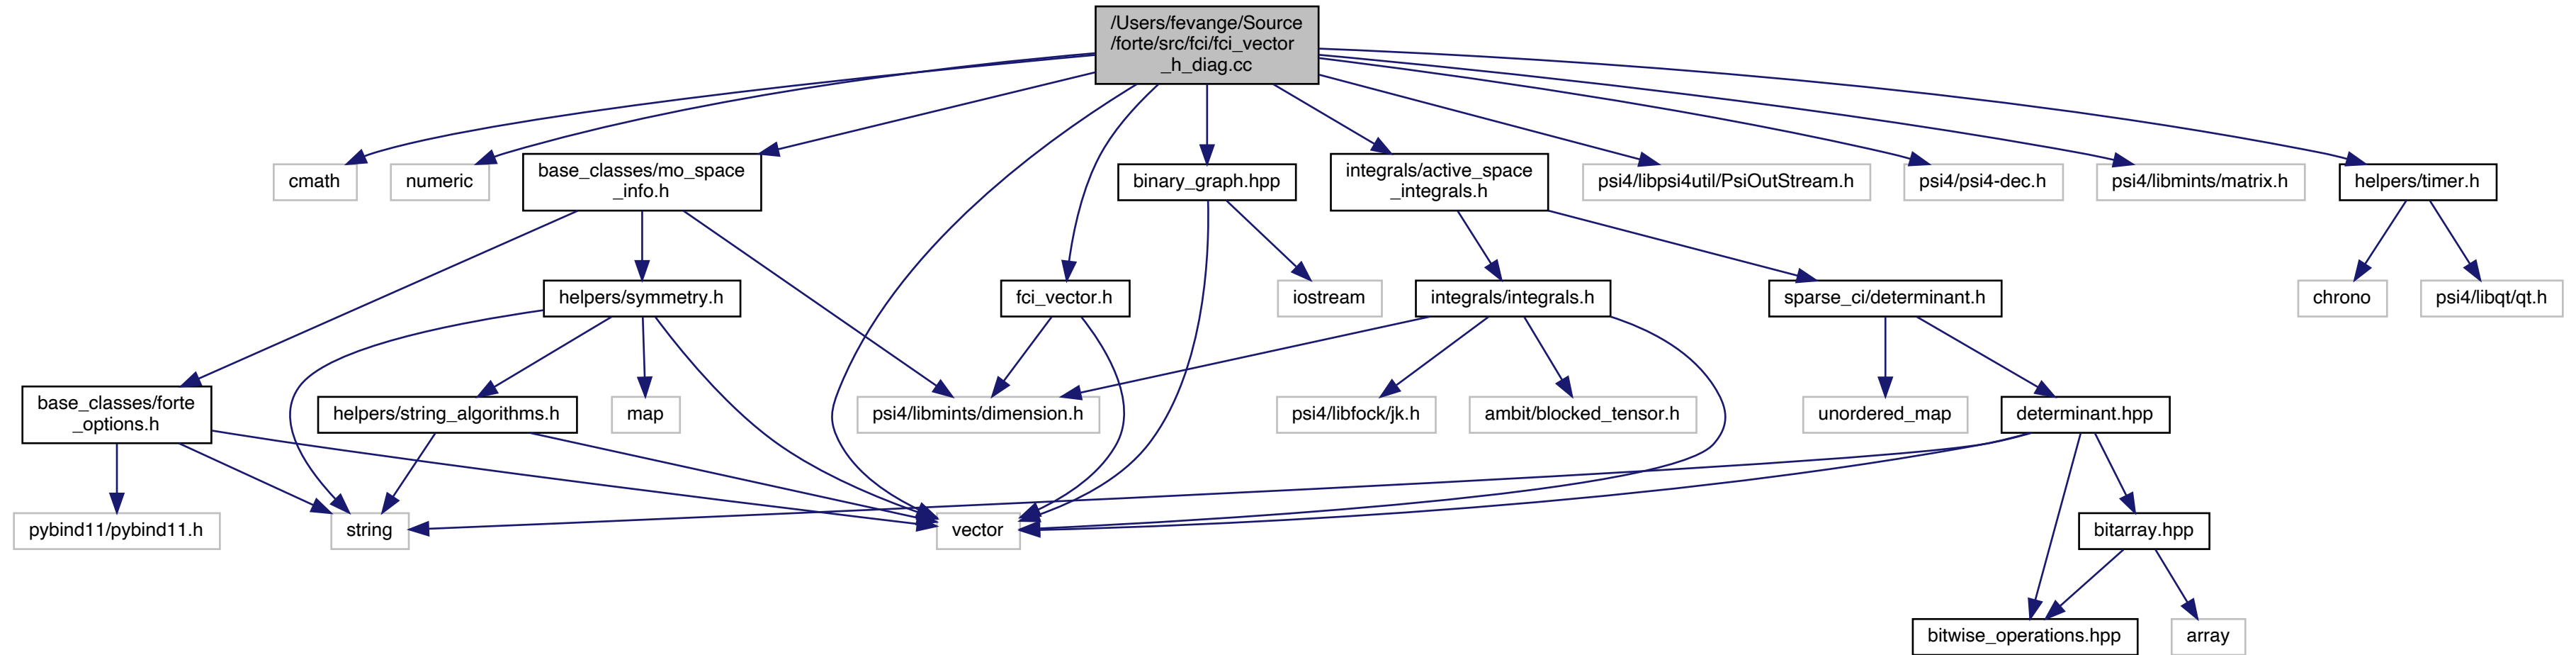 /Users/fevange/Source
/forte/src/fci/fci_vector
_h_diag.cc
cmath
numeric
base_classes/mo_space
_info.h
binary_graph.hpp
integrals/active_space
_integrals.h
psi4/libpsi4util/PsiOutStream.h
psi4/psi4-dec.h
psi4/libmints/matrix.h
helpers/timer.h
helpers/symmetry.h
fci_vector.h
iostream
integrals/integrals.h
sparse_ci/determinant.h
chrono
psi4/libqt/qt.h
base_classes/forte
_options.h
helpers/string_algorithms.h
map
psi4/libmints/dimension.h
psi4/libfock/jk.h
ambit/blocked_tensor.h
unordered_map
determinant.hpp
pybind11/pybind11.h
string
vector
bitarray.hpp
bitwise_operations.hpp
array